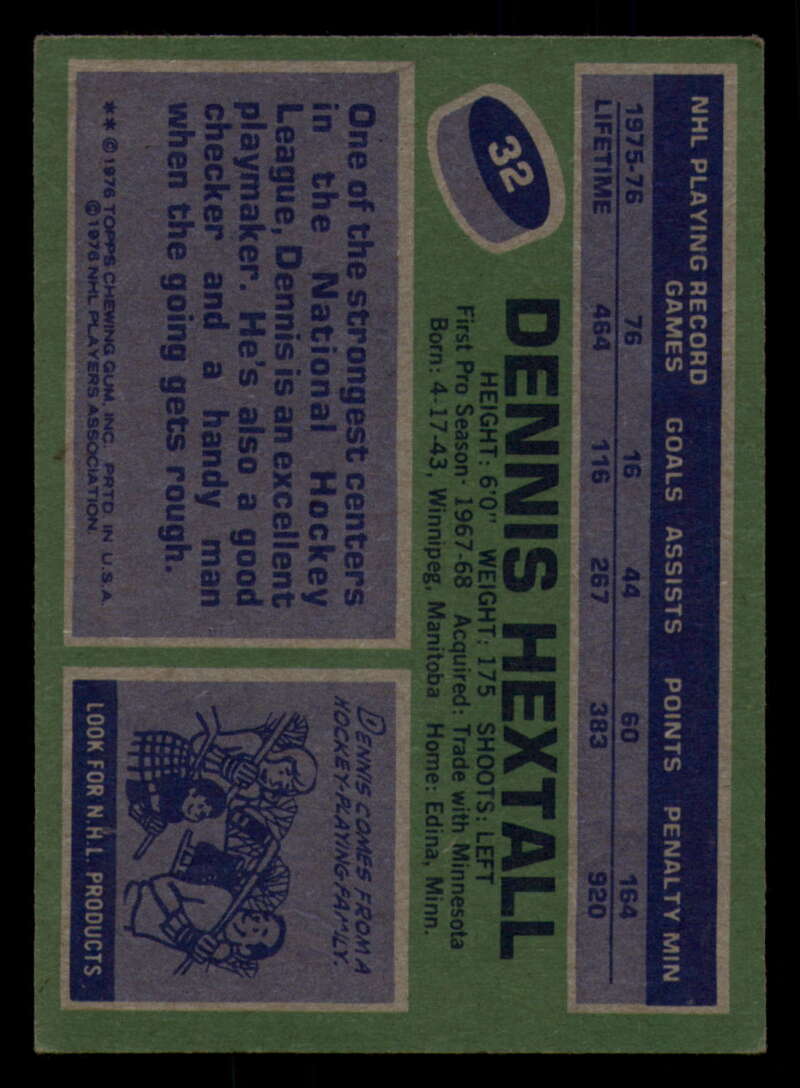 NHL PLAYING RECORD
GAMES GOALS ASSISTS POINTS PENALTY MIN
1975-76 76 16 44 60 164
LIFETIME 464 116 267 383 920
32
DENNIS HEXTALL
HEIGHT: 6'0" WEIGHT: 175 SHOOTS: LEFT
First Pro Season· 1967-68 Acquired: Trade with Minnesota
Born: 4-17-43, Winnipeg, Manitoba Home: Edina, Minn.
One of the strongest centers
in the National Hockey
League, Dennis is an excellent
playmaker. He's also a good
checker and a handy man
when the going gets rough.
** © 1976 TOPPS CHEWING GUM, INC. PRTD IN U.S.A.
© 1976 NHL PLAYERS ASSOCIATION.
DENNIS COMES FROM A
HOCKEY-PLAYING FAMILY.
LOOK FOR N.H.L. PRODUCTS